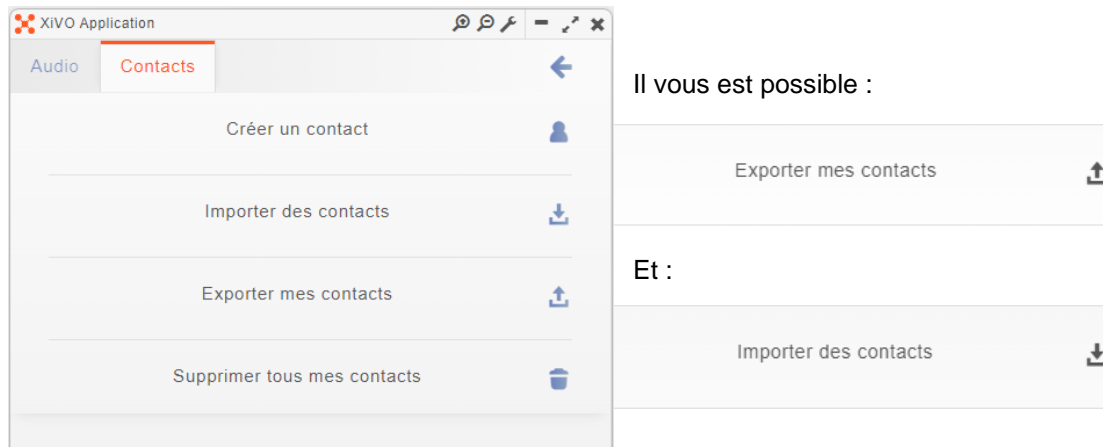 XiVO Application
Audio Contacts
Créer un contact
Importer des contacts
Exporter mes contacts
Supprimer tous mes contacts
Il vous est possible :
Exporter mes contacts
Et :
Importer des contacts